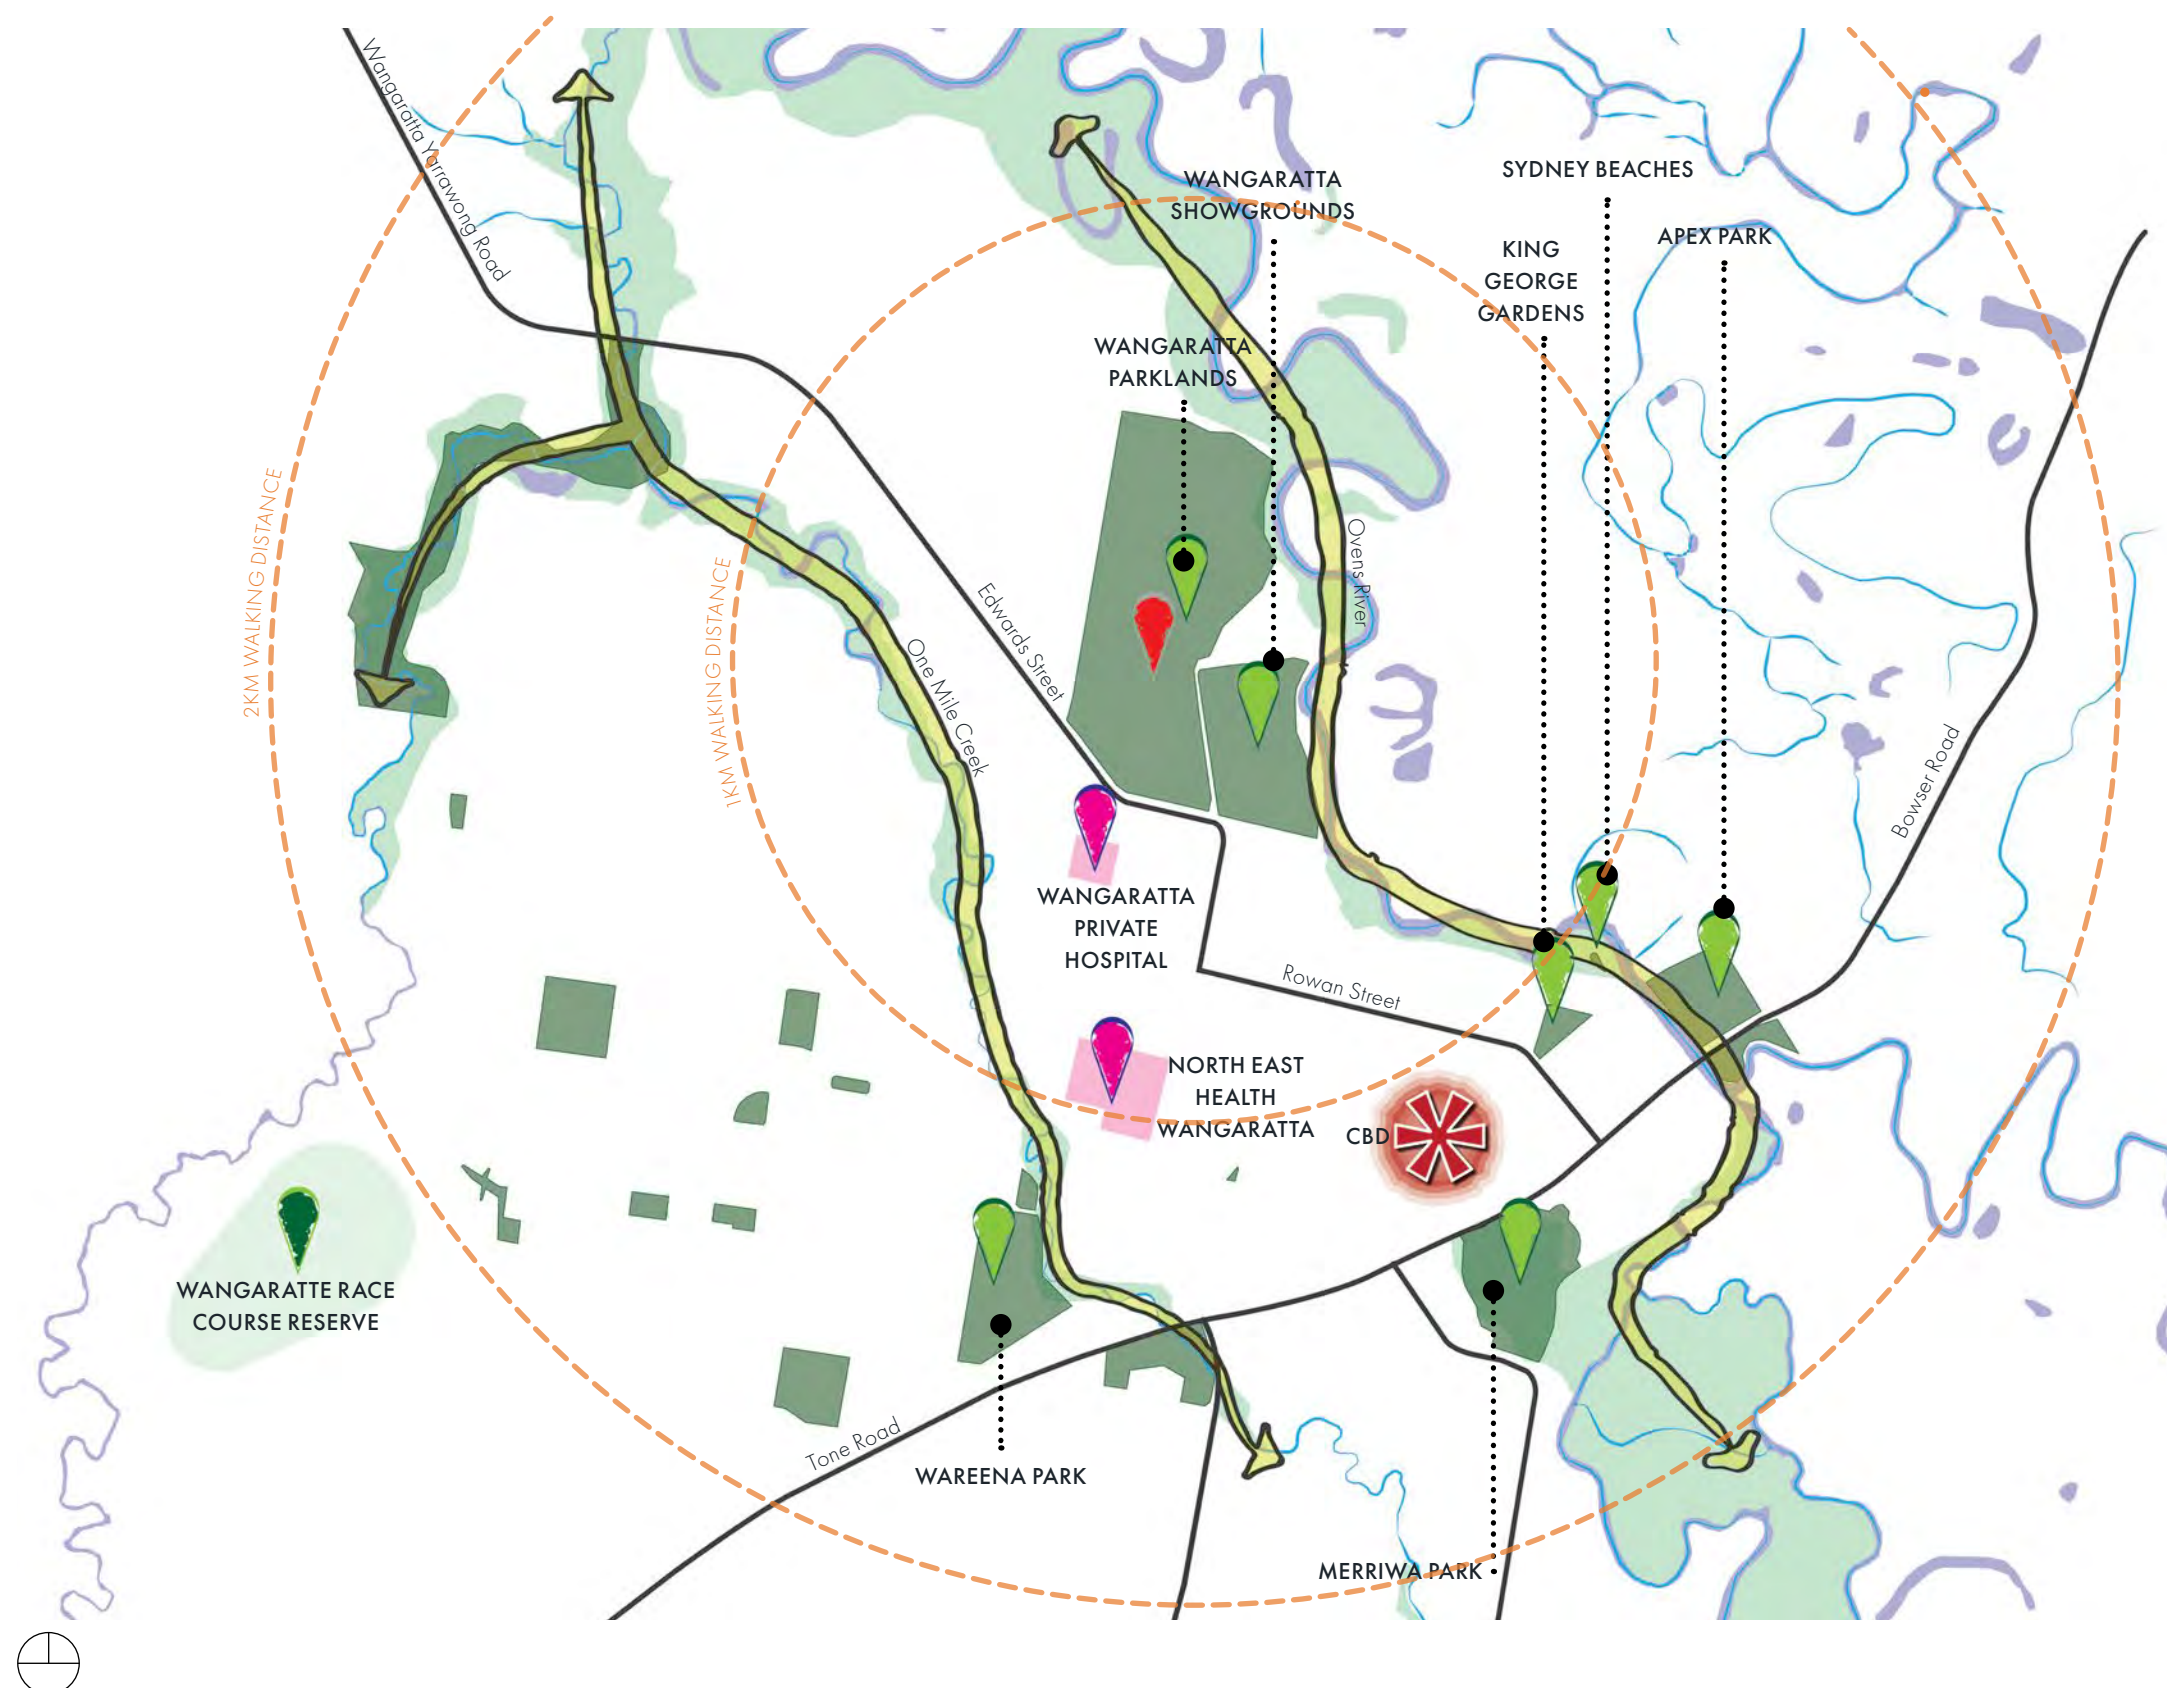 Wangaratta Yarrawong Road
WANGARATTA
SHOWGROUNDS
SYDNEY BEACHES
KING
GEORGE
GARDENS
APEX PARK
WANGARATTA
PARKLANDS
2KM WALKING DISTANCE
1KM WALKING DISTANCE
Edwards Street
One Mile Creek
Ovens River
Bowser Road
WANGARATTA
PRIVATE
HOSPITAL
Rowan Street
NORTH EAST
HEALTH
WANGARATTA
CBD
WANGARATTE RACE
COURSE RESERVE
Tone Road
WAREENA PARK
MERRIWA PARK